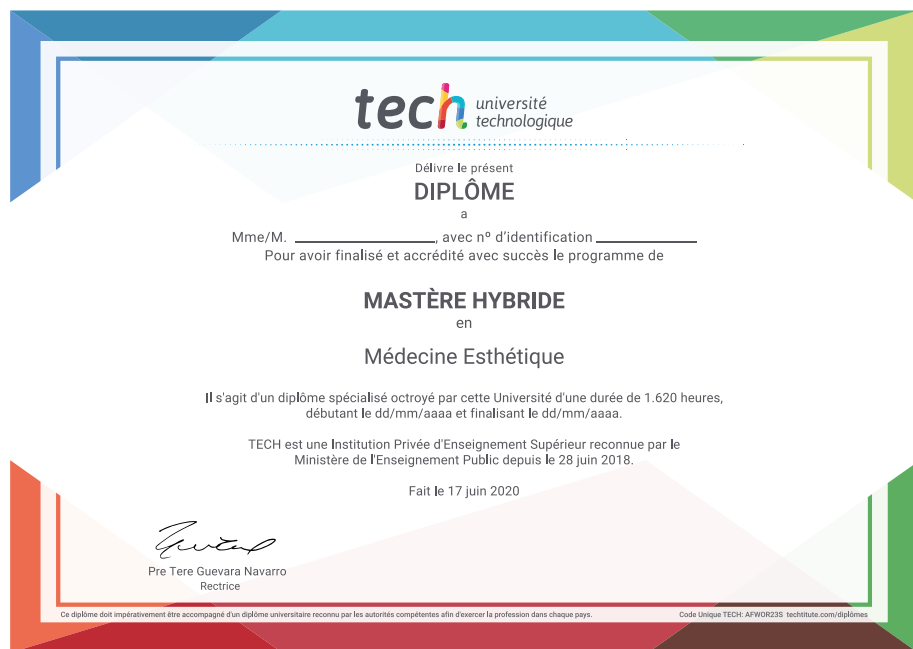 tech université
technologique
Délivre le présent
DIPLÔME
a
Mme/M. ________________, avec nº d'identification ____________
Pour avoir finalisé et accrédité avec succès le programme de
MASTÈRE HYBRIDE
en
Médecine Esthétique
Il s'agit d'un diplôme spécialisé octroyé par cette Université d'une durée de 1.620 heures,
débutant le dd/mm/aaaa et finalisant le dd/mm/aaaa.
TECH est une Institution Privée d'Enseignement Supérieur reconnue par le
Ministère de l'Enseignement Public depuis le 28 juin 2018.
Fait le 17 juin 2020
Pre Tere Guevara Navarro
Rectrice
Ce diplôme doit impérativement être accompagné d'un diplôme universitaire reconnu par les autorités compétentes afin d'exercer la profession dans chaque pays.
Code Unique TECH: AFWOR23S techtitute.com/diplômes